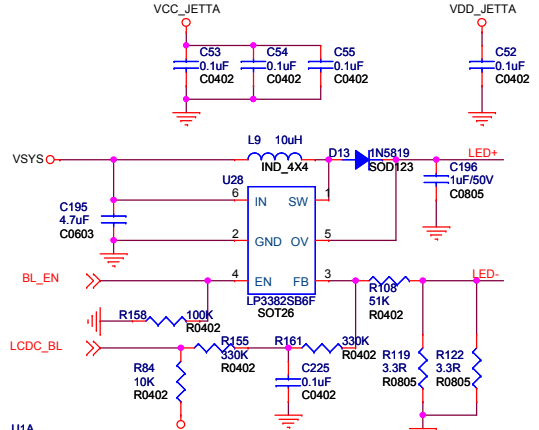 VCC_JETTA
VDD_JETTA
C53
0.1uF
C0402
C54
0.1uF
C0402
C55
0.1uF
C0402
C52
0.1uF
C0402
L9 10uH
IND_4X4
D13 1N5819
SOD123
LED+
VSYS
C196
1uF/50V
C0805
U28
6 IN SW 1
C195
4.7uF
C0603
2 GND OV 5
BL_EN
4 EN FB 3
LED-
R108
51K
R0402
LP3382SB6F
SOT26
R158 100K
R0402
LCDC_BL
R155
330K
R0402
R161 330K
R0402
R84
10K
R0402
C225
0.1uF
C0402
R119
3.3R
R0805
R122
3.3R
R0805
U1A